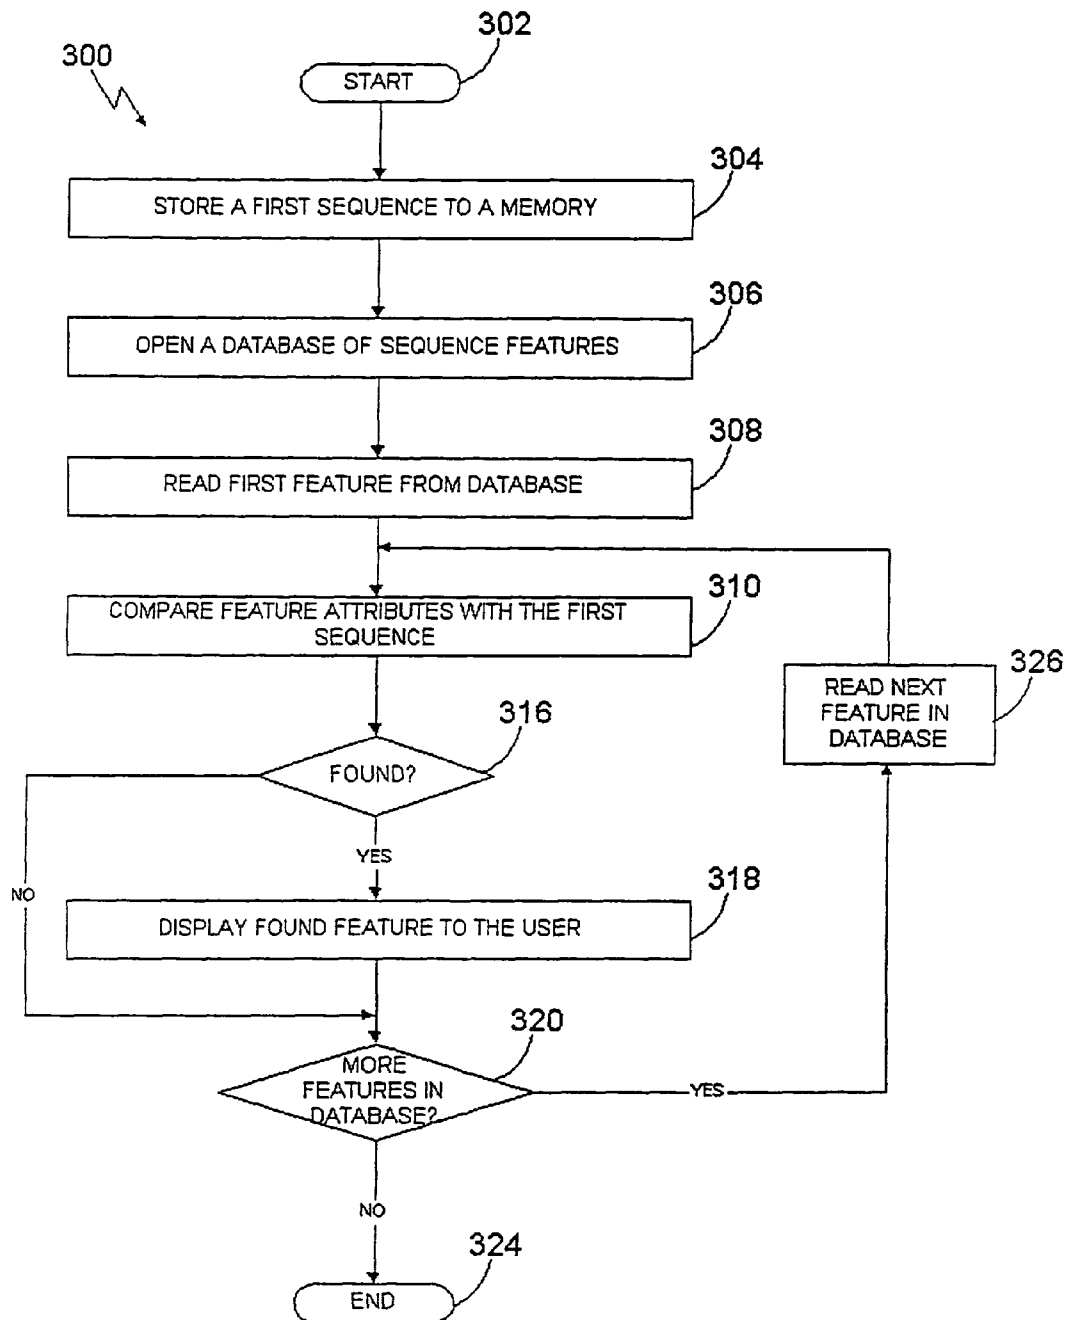 302
300
START
304
STORE A FIRST SEQUENCE TO A MEMORY
306
OPEN A DATABASE OF SEQUENCE FEATURES
308
READ FIRST FEATURE FROM DATABASE
310
COMPARE FEATURE ATTRIBUTES WITH THE FIRST
SEQUENCE
326
READ NEXT
FEATURE IN
DATABASE
316
FOUND?
YES
NO
318
DISPLAY FOUND FEATURE TO THE USER
320
MORE
FEATURES IN
DATABASE?
YES
NO
324
END